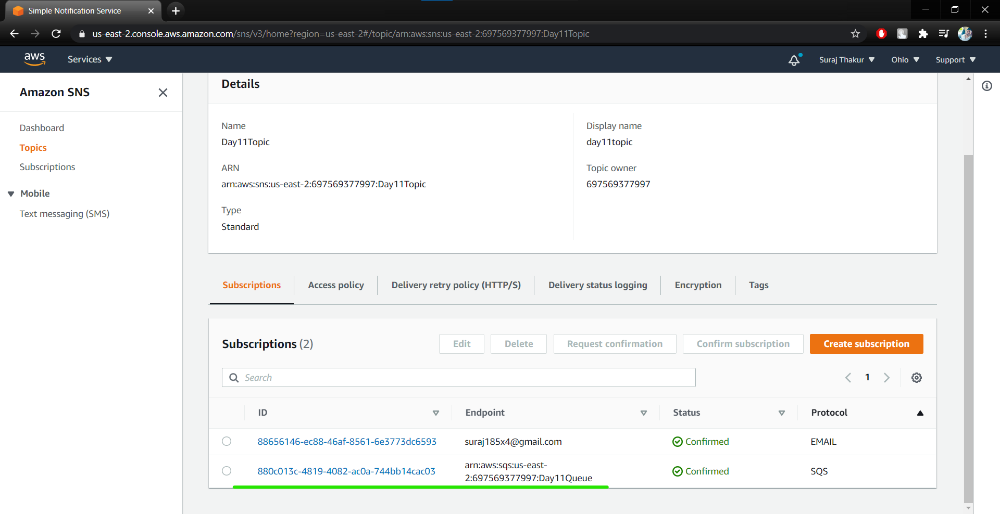 Simple Notification Service
us-east-2.console.aws.amazon.com/sns/v3/home?region=us-east-2#/topic/arn:aws:sns:us-east-2:697569377997:Day11Topic
aws
Services
Suraj Thakur
Ohio
Support
Amazon SNS
Dashboard
Topics
Subscriptions
Mobile
Text messaging (SMS)
Details
Name
Day11Topic
ARN
arn:aws:sns:us-east-2:697569377997:Day11Topic
Type
Standard
Display name
day11topic
Topic owner
697569377997
Subscriptions
Access policy
Delivery retry policy (HTTP/S)
Delivery status logging
Encryption
Tags
Subscriptions (2)
Edit
Delete
Request confirmation
Confirm subscription
Create subscription
Search
1
ID
Endpoint
Status
Protocol
88656146-ec88-46af-8561-6e3773dc6593
suraj185x4@gmail.com
Confirmed
EMAIL
880c013c-4819-4082-ac0a-744bb14cac03
arn:aws:sqs:us-east-
2:697569377997:Day11Queue
Confirmed
SQS